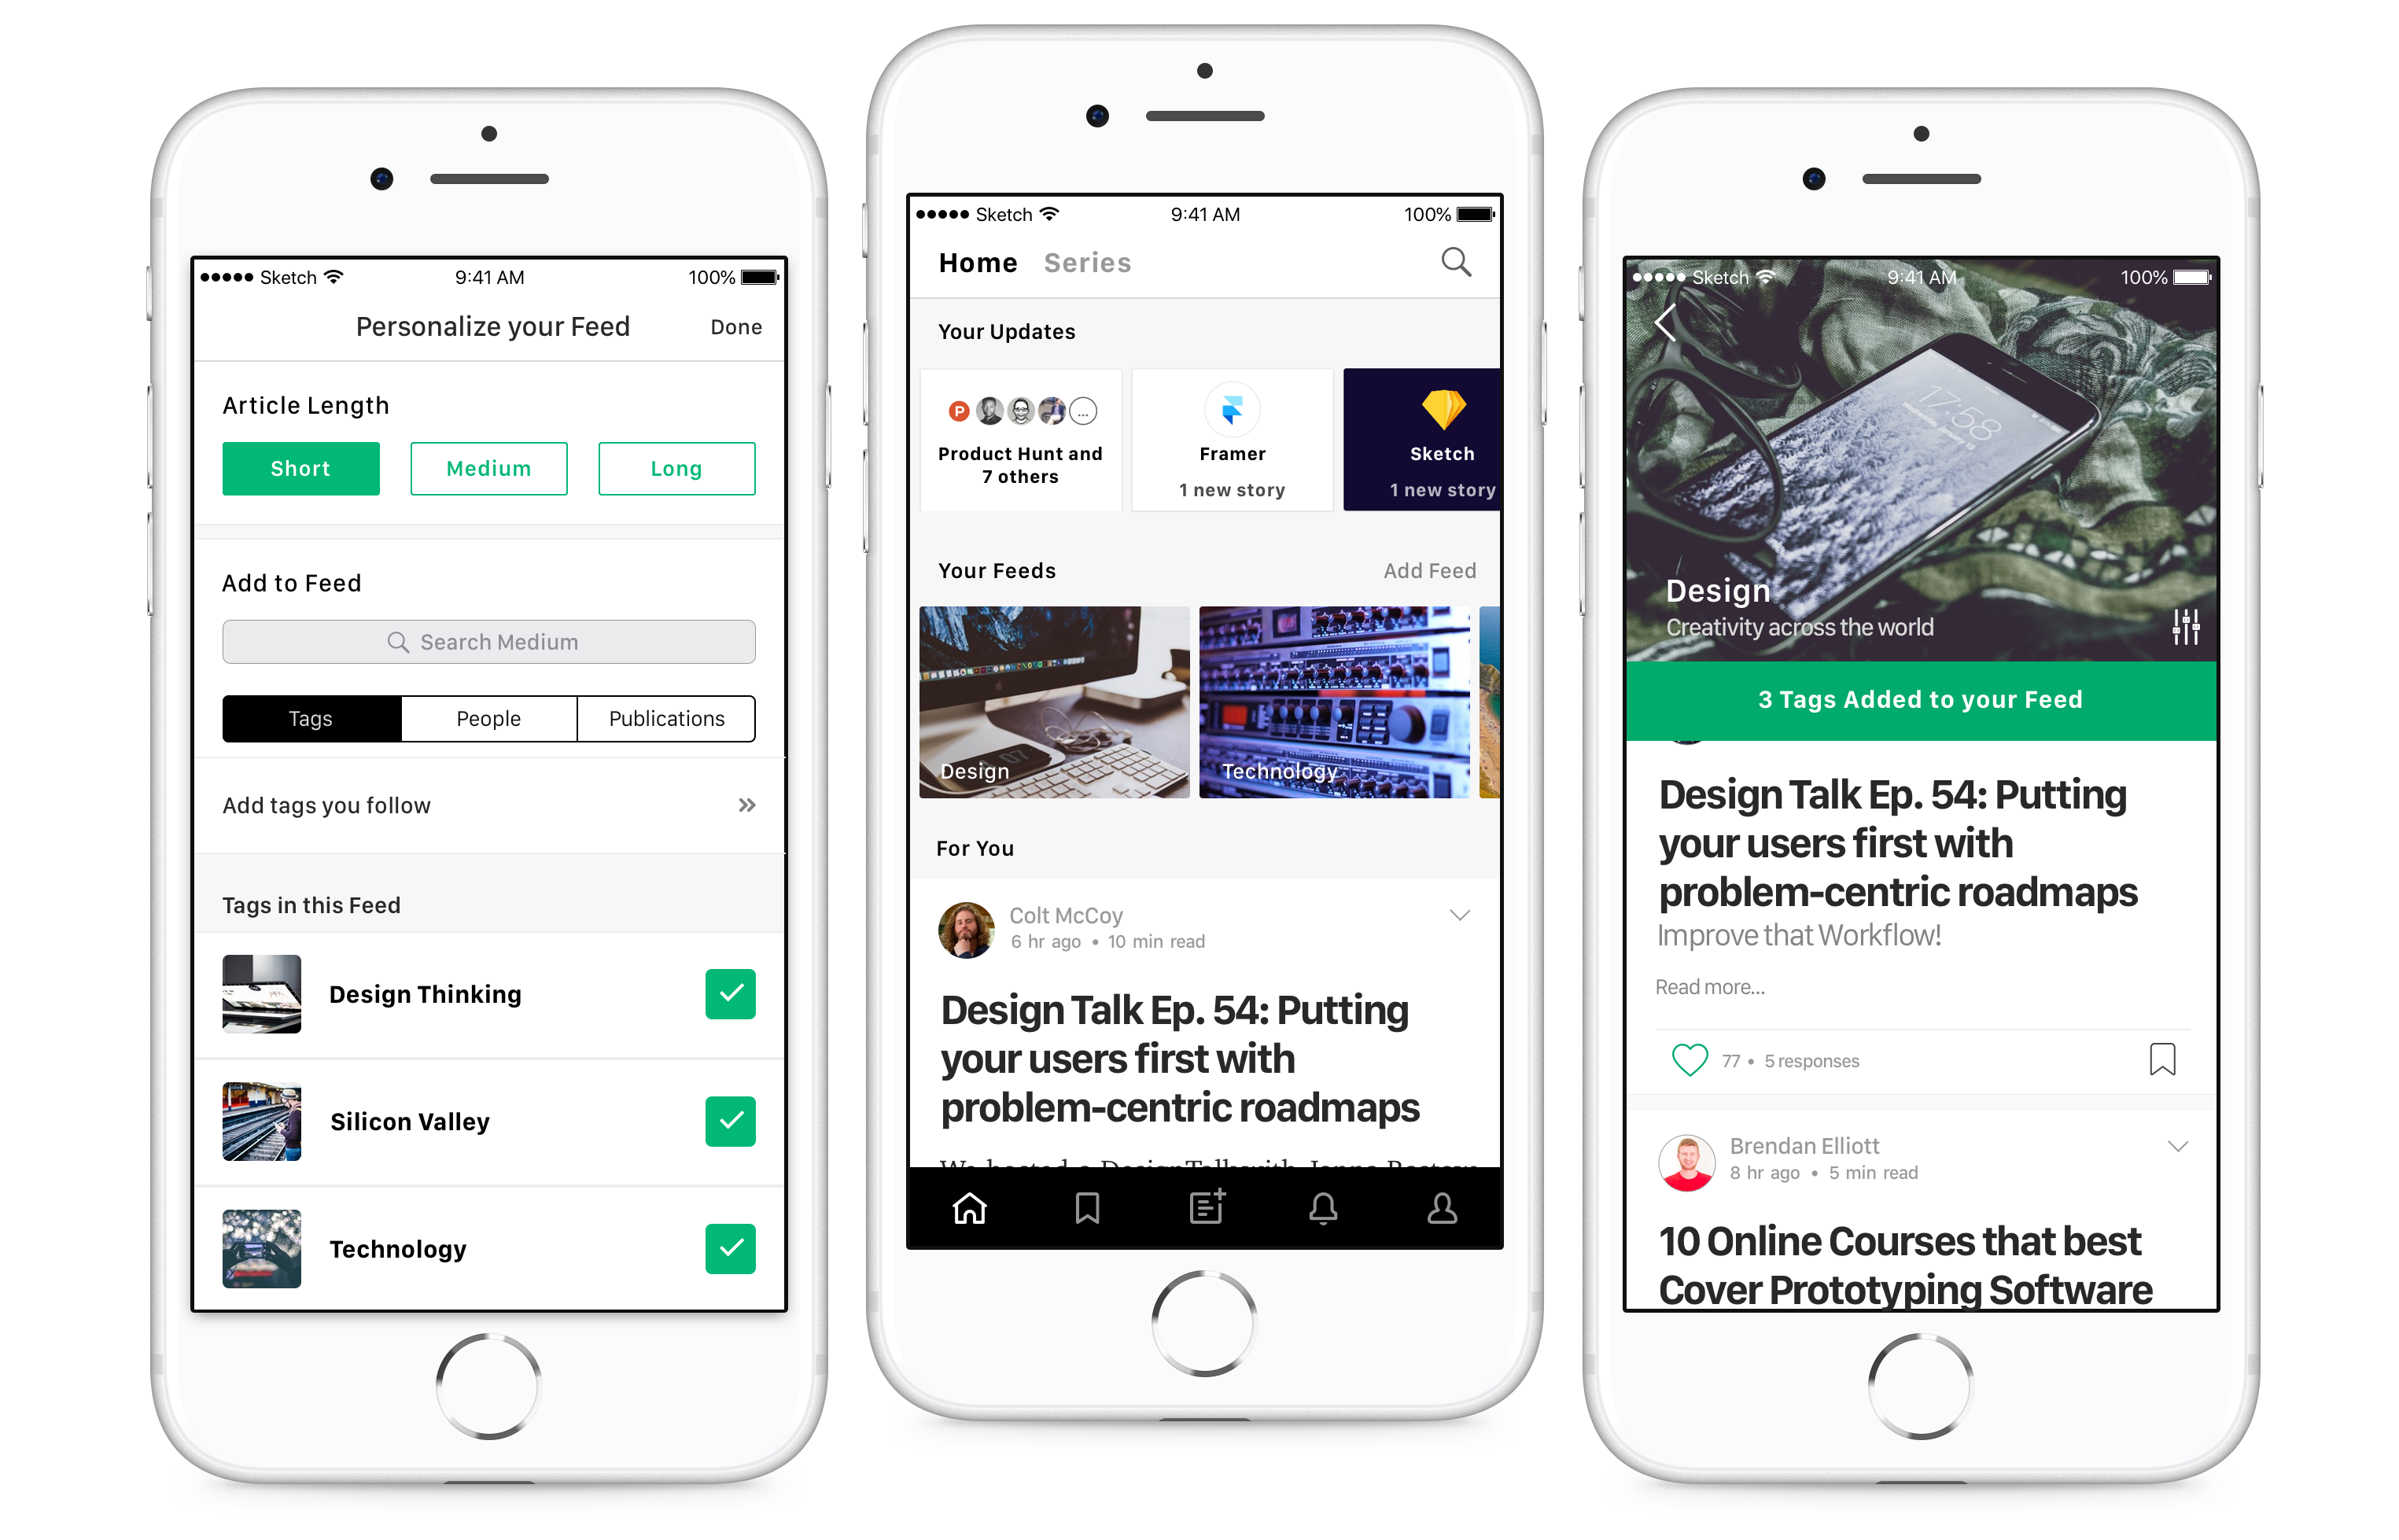 Sketch 9:41 AM 100%
Personalize your Feed Done
Article Length
Short Medium Long
Add to Feed
Search Medium
Tags People Publications
Add tags you follow »
Tags in this Feed
Design Thinking
Silicon Valley
Technology
Sketch 9:41 AM 100%
Home Series
Your Updates
P ...
Product Hunt and
7 others
Framer
1 new story
Sketch
1 new story
Your Feeds Add Feed
Design Technology
For You
Colt McCoy
6 hr ago • 10 min read
Design Talk Ep. 54: Putting
your users first with
problem-centric roadmaps
Sketch 9:41 AM 100%
17:58
Design
Creativity across the world
3 Tags Added to your Feed
Design Talk Ep. 54: Putting
your users first with
problem-centric roadmaps
Improve that Workflow!
Read more...
77 • 5 responses
Brendan Elliott
8 hr ago • 5 min read
10 Online Courses that best
Cover Prototyping Software